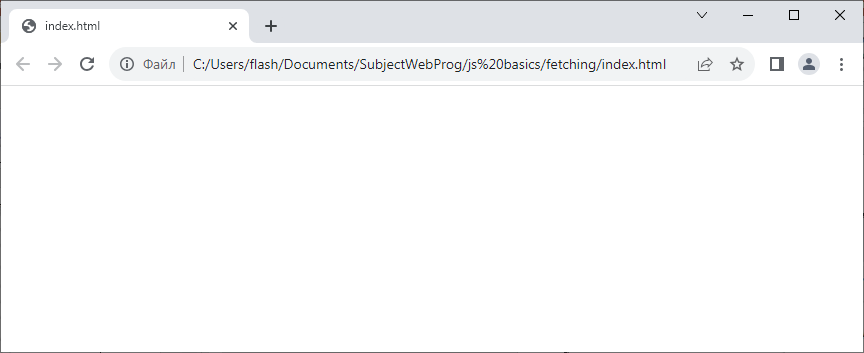 index.html
Файл C:/Users/flash/Documents/SubjectWebProg/js%20basics/fetching/index.html